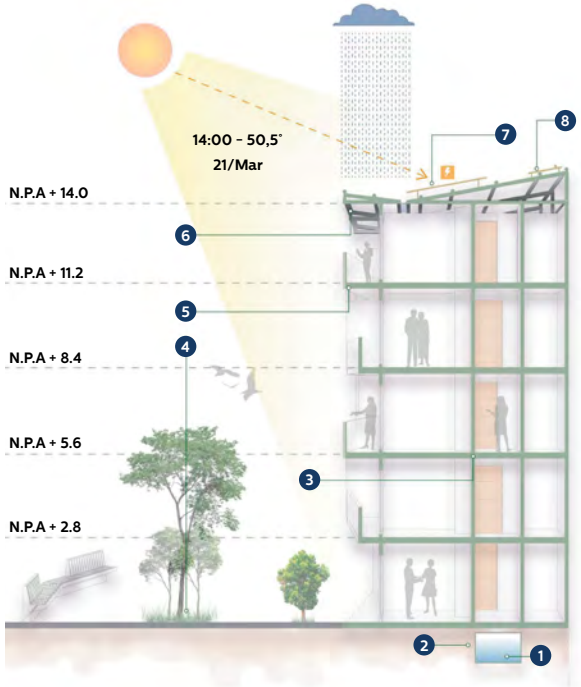 8
7
14:00 - 50,5°
21/Mar
N.P.A + 14.0
6
N.P.A + 11.2
5
4
N.P.A + 8.4
N.P.A + 5.6
3
N.P.A + 2.8
2
1